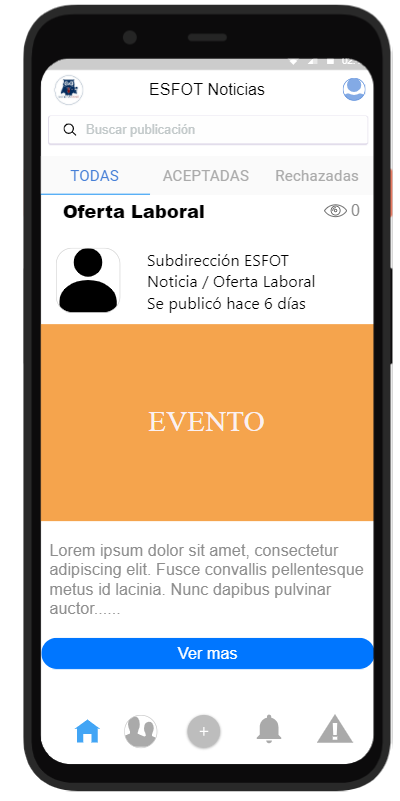 ESFOT Noticias
Buscar publicación
TODAS
ACEPTADAS
Rechazadas
Oferta Laboral
0
Subdirección ESFOT
Noticia / Oferta Laboral
Se publicó hace 6 días
EVENTO
Lorem ipsum dolor sit amet, consectetur
adipiscing elit. Fusce convallis pellentesque
metus id lacinia. Nunc dapibus pulvinar
auctor......
Ver mas